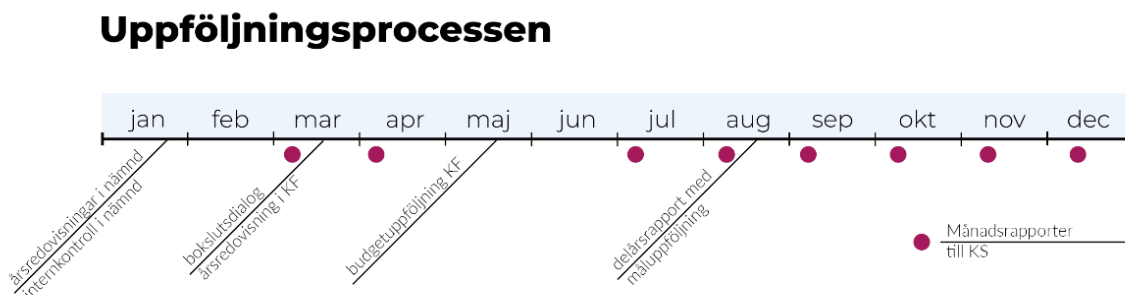 Uppföljningsprocessen
jan feb mar apr maj jun jul aug sep okt nov dec
årsredovisningar i nämnd
internkontroll i nämnd
bokslutsdialog
årsredovisning i KF
budgetuppföljning KF
delårsrapport med
måluppföljning
Månadsrapporter
till KS